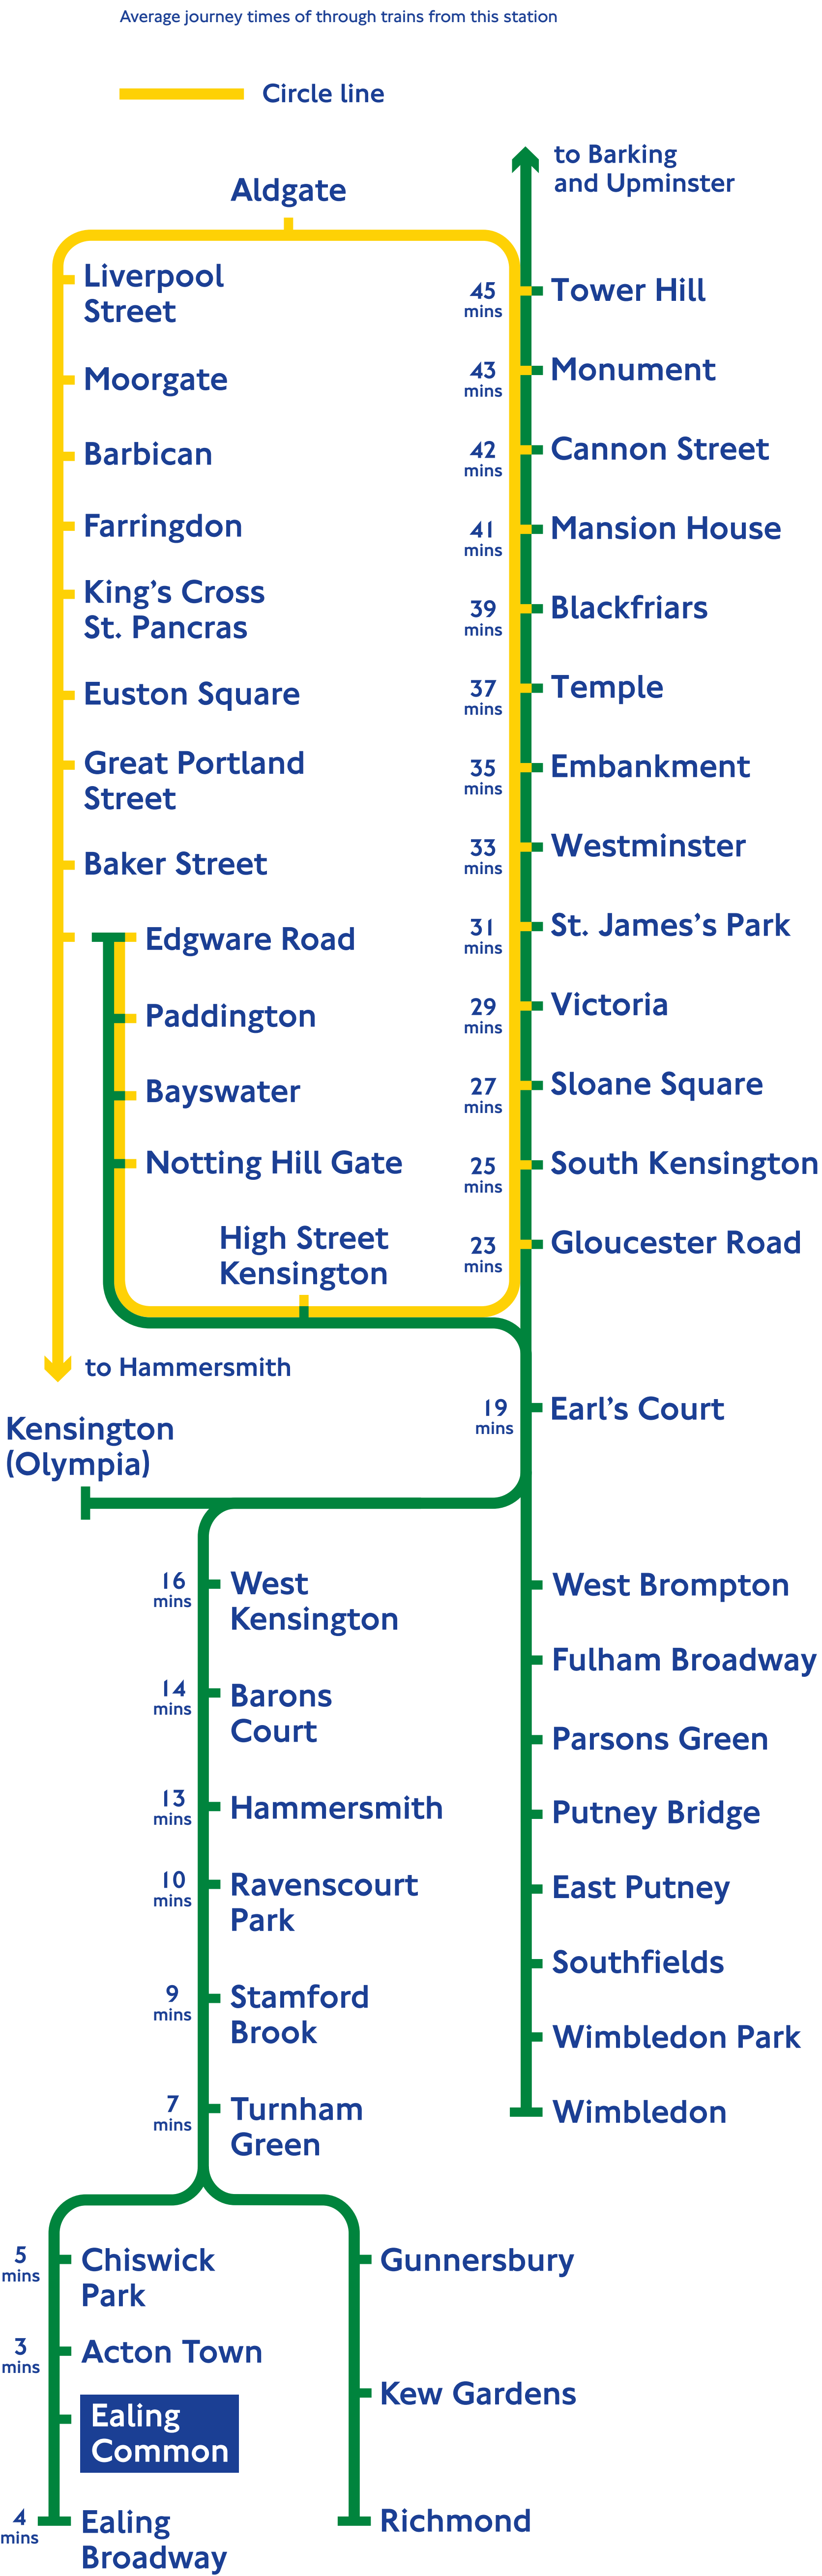 Average journey times of through trains from this station
Circle line
to Barking
and Upminster
Aldgate
Liverpool
Street
Moorgate
Barbican
Farringdon
King's Cross
St. Pancras
Euston Square
Great Portland
Street
Baker Street
Edgware Road
Paddington
Bayswater
Notting Hill Gate
High Street
Kensington
to Hammersmith
45
mins
Tower Hill
43
mins
Monument
42
mins
Cannon Street
41
mins
Mansion House
39
mins
Blackfriars
37
mins
Temple
35
mins
Embankment
33
mins
Westminster
31
mins
St. James's Park
29
mins
Victoria
27
mins
Sloane Square
25
mins
South Kensington
23
mins
Gloucester Road
19
mins
Earl's Court
Kensington
(Olympia)
16
mins
West
Kensington
14
mins
Barons
Court
13
mins
Hammersmith
10
mins
Ravenscourt
Park
9
mins
Stamford
Brook
7
mins
Turnham
Green
West Brompton
Fulham Broadway
Parsons Green
Putney Bridge
East Putney
Southfields
Wimbledon Park
Wimbledon
5
mins
Chiswick
Park
3
mins
Acton Town
Ealing
Common
4
mins
Ealing
Broadway
Gunnersbury
Kew Gardens
Richmond